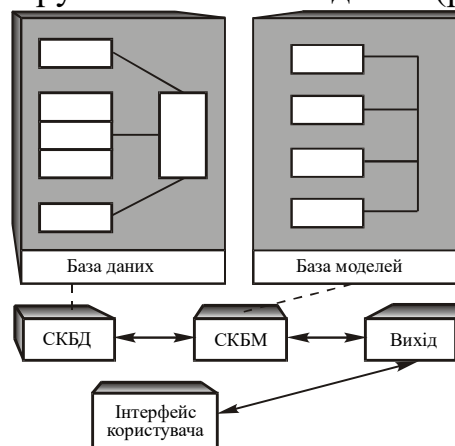 База даних
База моделей
СКБД
СКБМ
Вихід
Інтерфейс
користувача